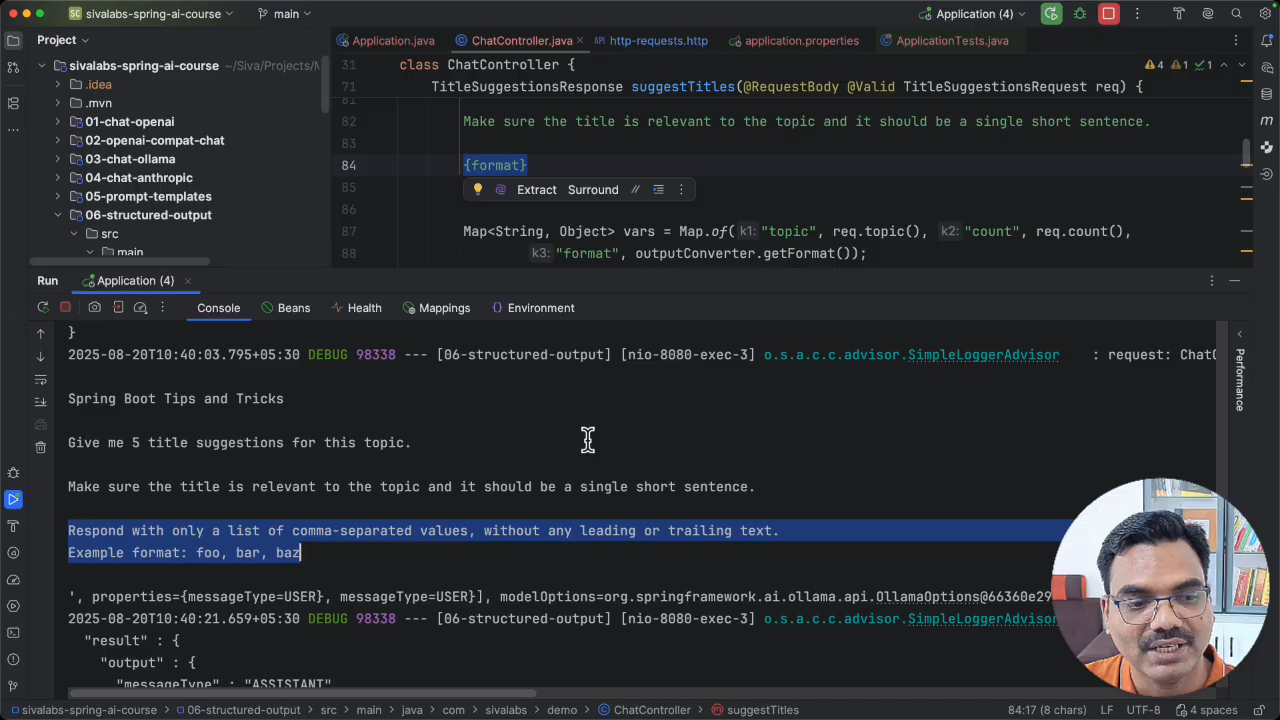 sivalabs-spring-ai-course
main
Application (4)
Project
Application.java
ChatController.java
http-requests.http
application.properties
ApplicationTests.java
sivalabs-spring-ai-course ~/Siva/Projects/M
.idea
.mvn
01-chat-openai
02-openai-compat-chat
03-chat-ollama
04-chat-anthropic
05-prompt-templates
06-structured-output
src
main
31 class ChatController {
4 1 1
71 TitleSuggestionsResponse suggestTitles(@RequestBody @Valid TitleSuggestionsRequest req) {
81
82 Make sure the title is relevant to the topic and it should be a single short sentence.
83
84 {format}
85 Extract Surround //
86
87 Map<String, Object> vars = Map.of( k1: "topic", req.topic(), k2: "count", req.count(),
88 k3: "format", outputConverter.getFormat());
Run Application (4)
Console Beans Health Mappings Environment
}
2025-08-20T10:40:03.795+05:30 DEBUG 98338 --- [06-structured-output] [nio-8080-exec-3] o.s.a.c.c.advisor.SimpleLoggerAdvisor : request: ChatC
Spring Boot Tips and Tricks
Give me 5 title suggestions for this topic.
Make sure the title is relevant to the topic and it should be a single short sentence.
Respond with only a list of comma-separated values, without any leading or trailing text.
Example format: foo, bar, baz
', properties={messageType=USER}, messageType=USER}], modelOptions=org.springframework.ai.ollama.api.OllamaOptions@66360e29
2025-08-20T10:40:21.659+05:30 DEBUG 98338 --- [06-structured-output] [nio-8080-exec-3] o.s.a.c.c.advisor.SimpleLoggerAdvisor
"result" : {
"output" : {
"messageType" : "ASSISTANT"
Performance
sivalabs-spring-ai-course 06-structured-output src main java com sivalabs demo ChatController suggestTitles
84:17 (8 chars) LF UTF-8 4 spaces